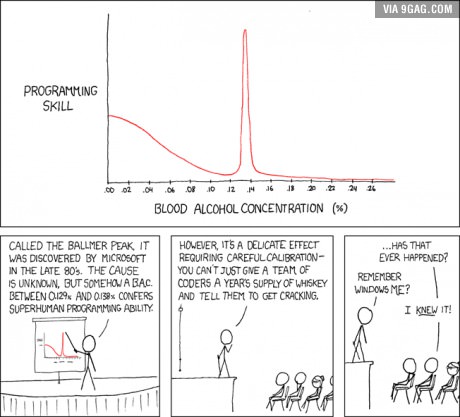 VIA 9GAG.COM
PROGRAMMING
SKILL
.00 .02 .04 .06 .08 .10 .12 .14 .16 .18 .20 .22 .24 .26
BLOOD ALCOHOL CONCENTRATION (%)
CALLED THE BALLMER PEAK, IT
WAS DISCOVERED BY MICROSOFT
IN THE LATE 80'S. THE CAUSE
IS UNKNOWN, BUT SOMEHOW A B.A.C.
BETWEEN 0.129% AND 0.138% CONFERS
SUPERHUMAN PROGRAMMING ABILITY.
HOWEVER, IT'S A DELICATE EFFECT
REQUIRING CAREFUL CALIBRATION–
YOU CAN'T JUST GIVE A TEAM OF
CODERS A YEAR'S SUPPLY OF WHISKEY
AND TELL THEM TO GET CRACKING.
...HAS THAT
EVER HAPPENED?
REMEMBER
WINDOWS ME?
I KNEW IT!